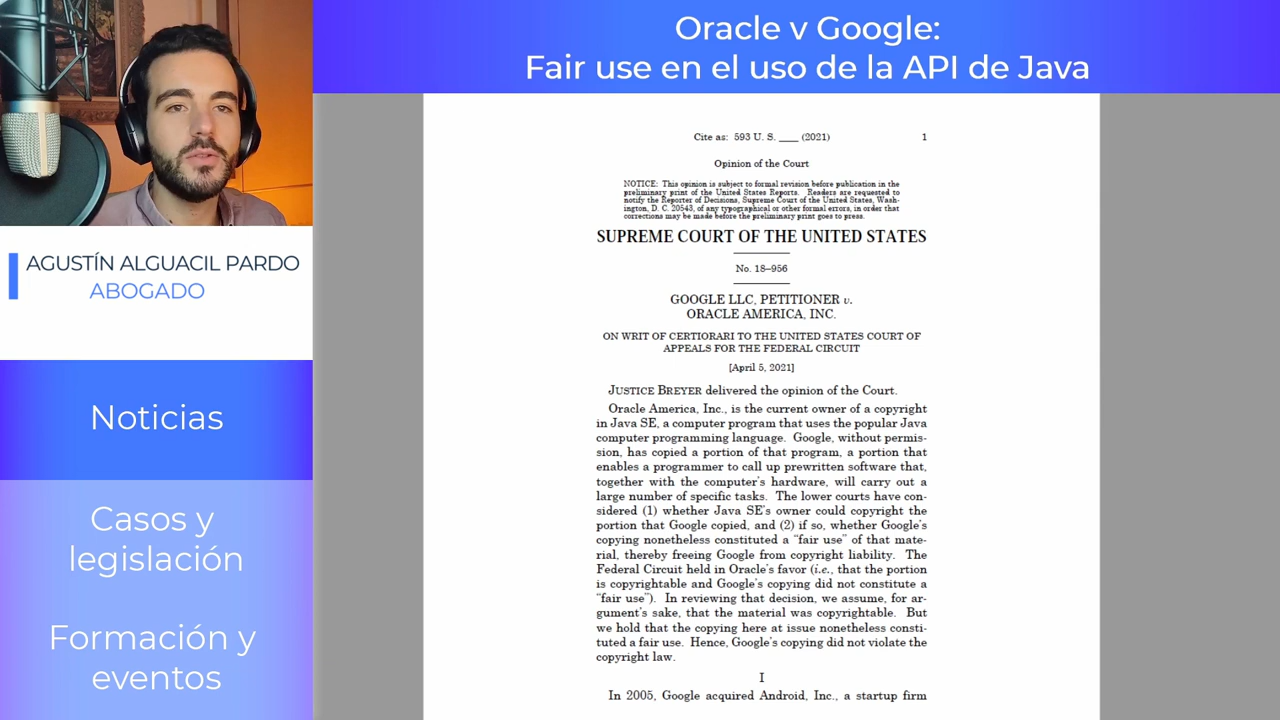 Oracle v Google:
Fair use en el uso de la API de Java
AGUSTÍN ALGUACIL PARDO
ABOGADO
Noticias
Casos y
legislación
Formación y
eventos
Cite as: 593 U. S. ____ (2021)
1
Opinion of the Court
NOTICE: This opinion is subject to formal revision before publication in the
preliminary print of the United States Reports. Readers are requested to
notify the Reporter of Decisions, Supreme Court of the United States, Wash-
ington, D. C. 20543, of any typographical or other formal errors, in order that
corrections may be made before the preliminary print goes to press.
SUPREME COURT OF THE UNITED STATES
No. 18–956
GOOGLE LLC, PETITIONER v.
ORACLE AMERICA, INC.
ON WRIT OF CERTIORARI TO THE UNITED STATES COURT OF
APPEALS FOR THE FEDERAL CIRCUIT
[April 5, 2021]
JUSTICE BREYER delivered the opinion of the Court.
Oracle America, Inc., is the current owner of a copyright
in Java SE, a computer program that uses the popular Java
computer programming language. Google, without permis-
sion, has copied a portion of that program, a portion that
enables a programmer to call up prewritten software that,
together with the computer's hardware, will carry out a
large number of specific tasks. The lower courts have con-
sidered (1) whether Java SE's owner could copyright the
portion that Google copied, and (2) if so, whether Google's
copying nonetheless constituted a “fair use” of that mate-
rial, thereby freeing Google from copyright liability. The
Federal Circuit held in Oracle's favor (i.e., that the portion
is copyrightable and Google's copying did not constitute a
“fair use”). In reviewing that decision, we assume, for ar-
gument's sake, that the material was copyrightable. But
we hold that the copying here at issue nonetheless consti-
tuted a fair use. Hence, Google's copying did not violate the
copyright law.
I
In 2005, Google acquired Android, Inc., a startup firm